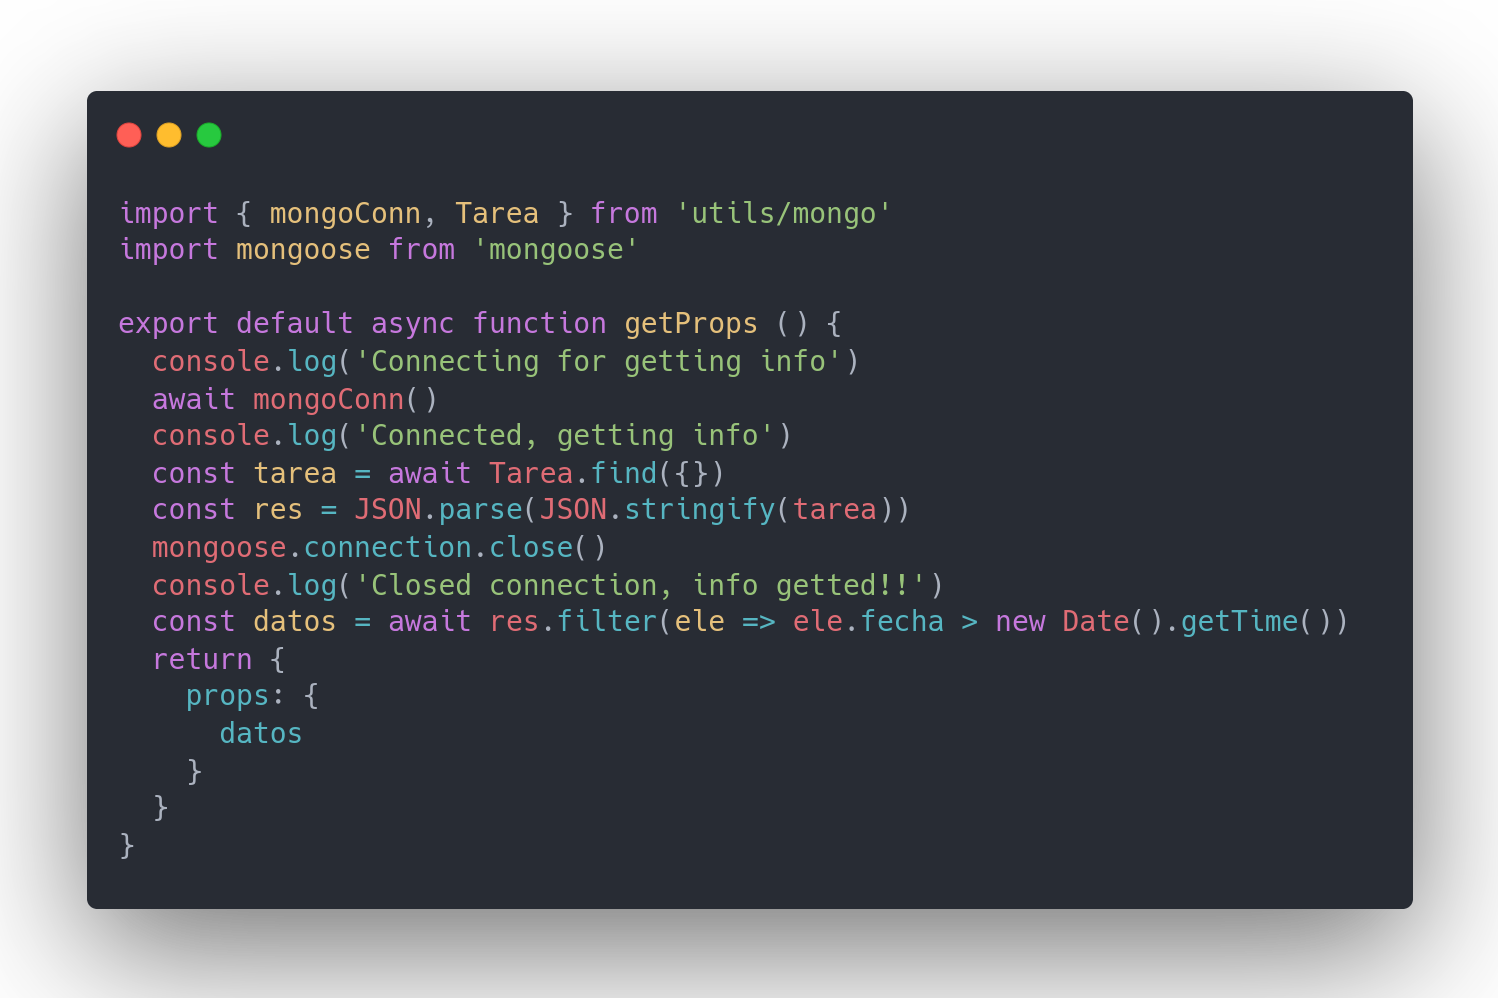 import { mongoConn, Tarea } from 'utils/mongo'
import mongoose from 'mongoose'

export default async function getProps () {
  console.log('Connecting for getting info')
  await mongoConn()
  console.log('Connected, getting info')
  const tarea = await Tarea.find({})
  const res = JSON.parse(JSON.stringify(tarea))
  mongoose.connection.close()
  console.log('Closed connection, info getted!!')
  const datos = await res.filter(ele => ele.fecha > new Date().getTime())
  return {
    props: {
      datos
    }
  }
}